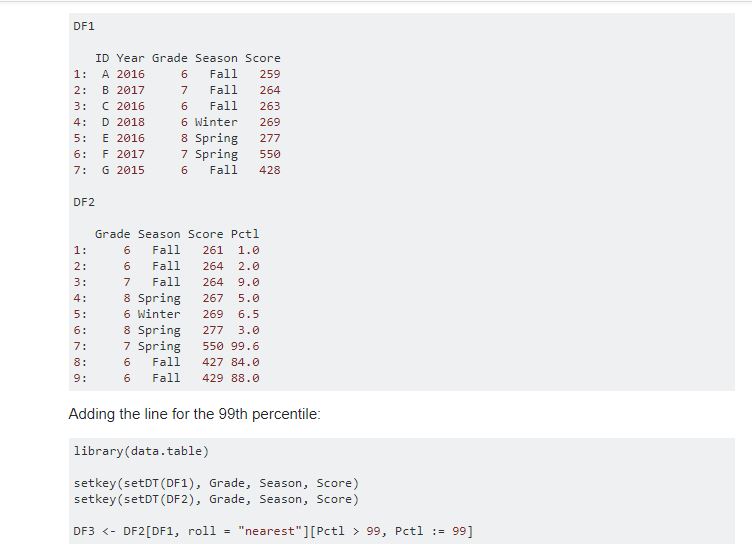 DF1
ID Year Grade Season Score
1: A 2016 6 Fall 259
2: B 2017 7 Fall 264
3: C 2016 6 Fall 263
4: D 2018 6 Winter 269
5: E 2016 8 Spring 277
6: F 2017 7 Spring 550
7: G 2015 6 Fall 428
DF2
Grade Season Score Pctl
1: 6 Fall 261 1.0
2: 6 Fall 264 2.0
3: 7 Fall 264 9.0
4: 8 Spring 267 5.0
5: 6 Winter 269 6.5
6: 8 Spring 277 3.0
7: 7 Spring 550 99.6
8: 6 Fall 427 84.0
9: 6 Fall 429 88.0
Adding the line for the 99th percentile:
library(data.table)
setkey(setDT(DF1), Grade, Season, Score)
setkey(setDT(DF2), Grade, Season, Score)
DF3 <- DF2[DF1, roll = "nearest"][Pctl > 99, Pctl := 99]